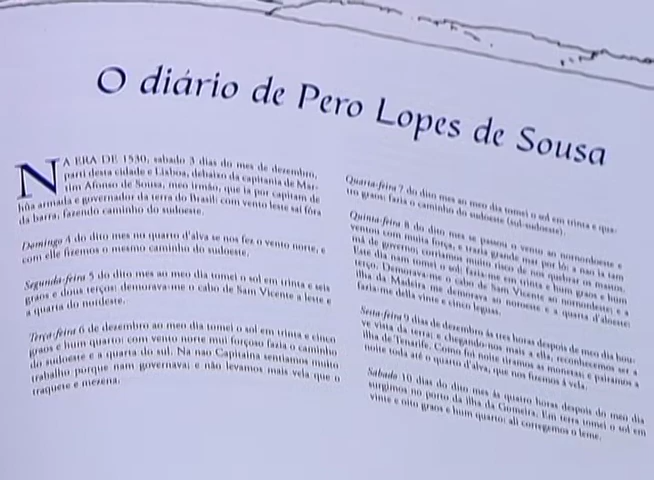 O diário de Pero Lopes de Sousa
NA ERA DE 1530, sabado 3 dias do mes de dezembro,
parti desta cidade e Lixboa, debaixo da capitania de Mar-
tim Afonso de Sousa, meu irmão, que ia por capitam de
hũa armada e governador da terra do Brasil: com vento leste saí fóra
da barra, fazendo caminho do sudoeste.
Domingo 4 do dito mes no quarto d'alva se nos fez o vento norte, e
com elle fizemos o mesmo caminho do sudoeste.
Segunda-feira 5 do dito mes ao meo dia tomei o sol em trinta e seis
graos e dous terços: demorava-me o cabo de Sam Vicente a leste e
a quarta do nordeste.
Terça-feira 6 de dezembro ao meo dia tomei o sol em trinta e cinco
graos e hum quarto: com vento norte mui forçoso fazia o caminho
do sudoeste e a quarta do sul. Na nao Capitaina sentiamos muito
trabalho porque nam governava; e não levamos mais vela que o
traquete e mezena.
Quarta-feira 7 do dito mes ao meo dia tomei o sol em trinta e qua-
tro graos; fazia o caminho do sudoeste (sul-sudoeste).
Quinta-feira 8 do dito mes se passou o vento ao nornordoeste e
ventou com muita força, e trazia grande mar por ló; a nao ia tam
má de governo; corriamos muito risco de nos quebrar os mastos.
Este dia nam tomei o sol; fazia-me em trinta e hum graos e hum
terço. Demorava-me o cabo de Sam Vicente ao nornordeste; e a
ilha da Madeira me demorava ao noroeste e a quarta d'aloeste:
fazia-me della vinte e cinco leguas.
Sesta-feira 9 dias de dezembro ás tres horas despois de meo dia hou-
ve vista da terra; e chegando-nos mais a ella, reconhecemos ser a
ilha de Tenarife. Como foi noite tiramos as monetas; e pairamos a
noite toda até o quarto d'alva, que nos fizemos á vela.
Sabado 10 dias do dito mes ás quatro horas despois do meo dia
surgimos no porto da ilha da Gomeira. Em terra tomei o sol em
vinte e oito graos e hum quarto: ali corregemos o leme.